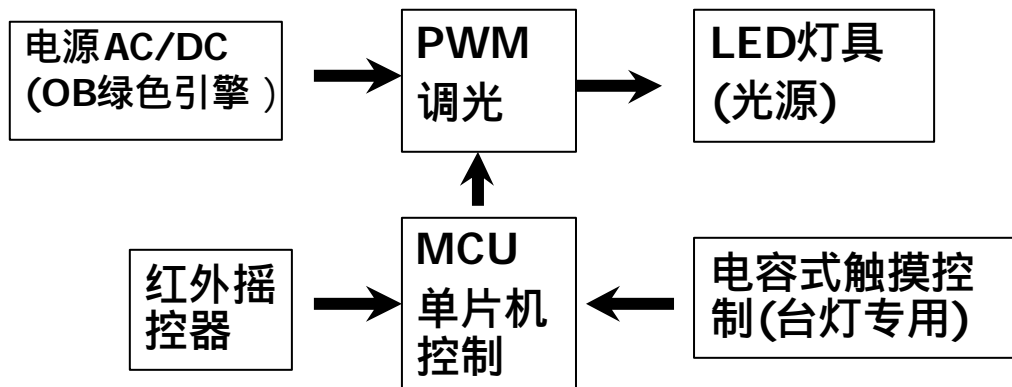 电源AC/DC
(OB绿色引擎 )
PWM
调光
LED灯具
(光源)
红外摇
控器
MCU
单片机
控制
电容式触摸控
制(台灯专用)